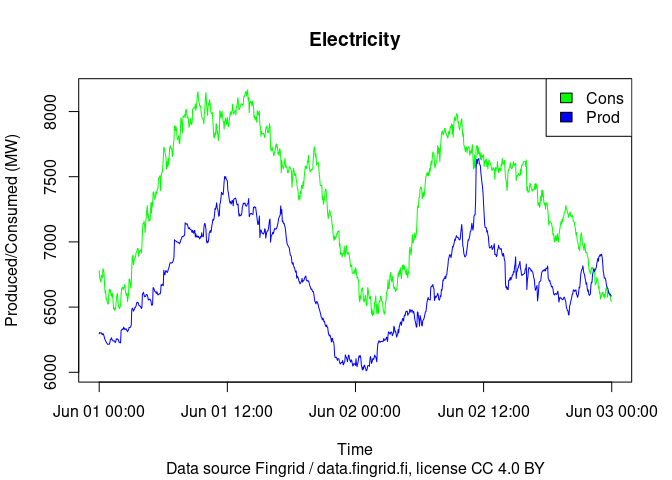 Electricity
Cons
Prod
Produced/Consumed (MW)
8000
7500
7000
6500
6000
Jun 01 00:00 Jun 01 12:00 Jun 02 00:00 Jun 02 12:00 Jun 03 00:00
Time
Data source Fingrid / data.fingrid.fi, license CC 4.0 BY